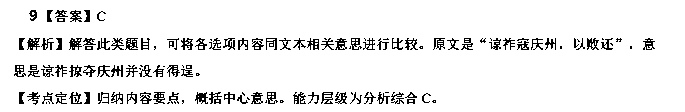 9【答案】C
【解析】解答此类题目，可将各选项内容同文本相关意思进行比较。原文是“谅祚寇庆州，以败还”，意
思是谅祚掠夺庆州并没有得逞。
【考点定位】归纳内容要点，概括中心意思。能力层级为分析综合 C。